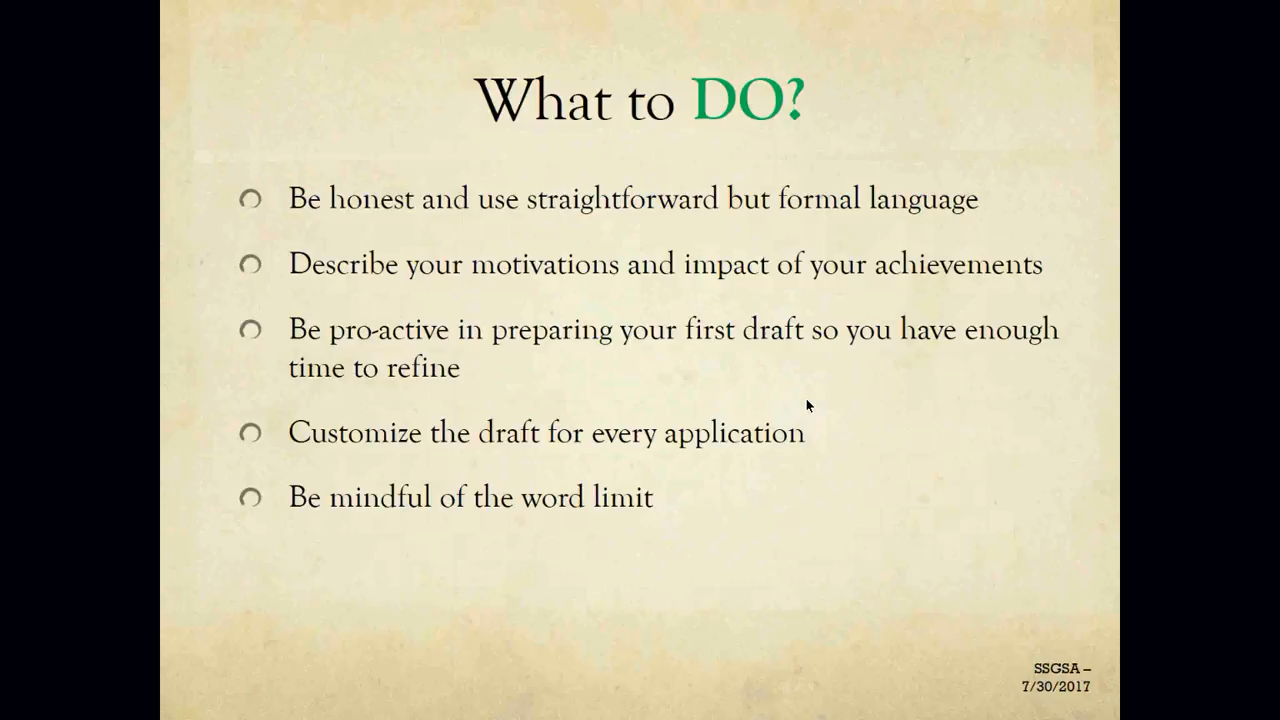 What to DO?
Be honest and use straightforward but formal language
Describe your motivations and impact of your achievements
Be pro-active in preparing your first draft so you have enough
time to refine
Customize the draft for every application
Be mindful of the word limit
SSGSA –
7/30/2017